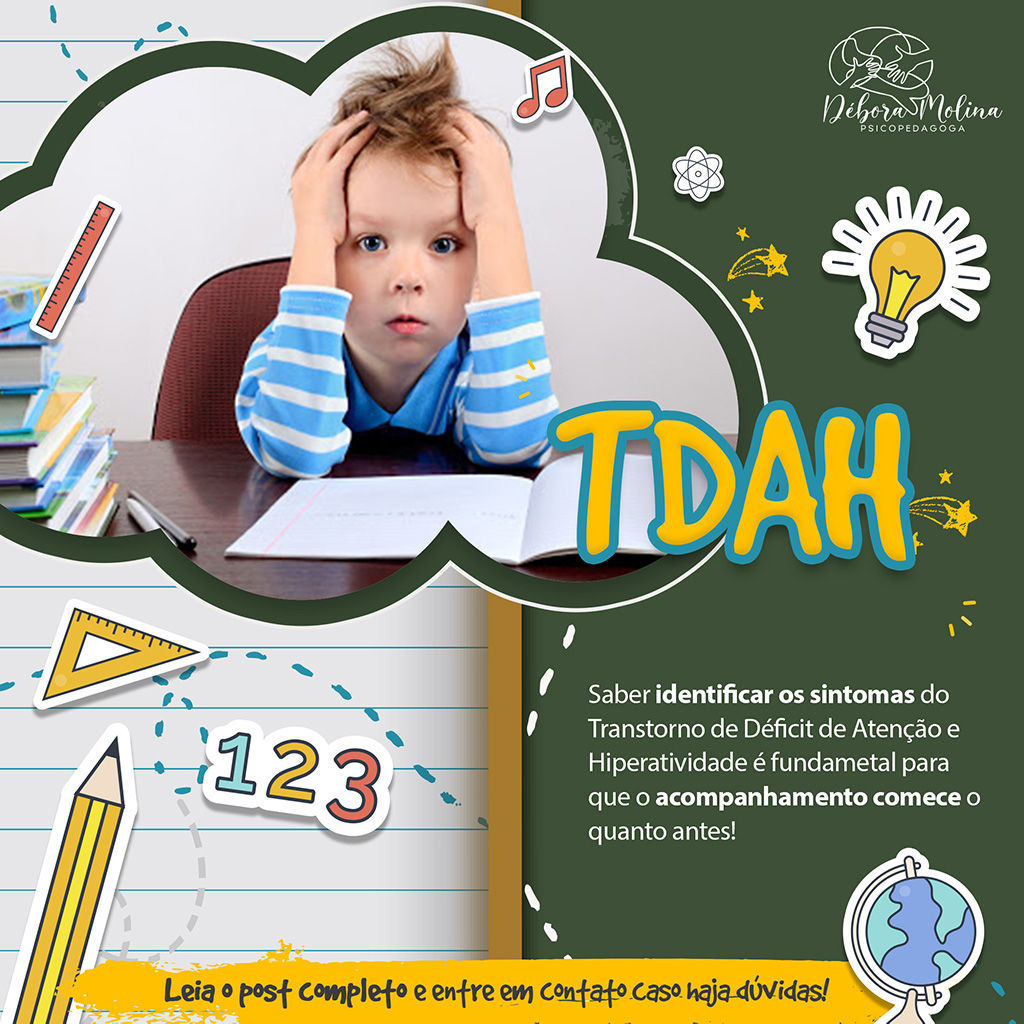 Débora Molina
PSICOPEDAGOGA
TDAH
Saber identificar os sintomas do
Transtorno de Déficit de Atenção e
Hiperatividade é fundametal para
que o acompanhamento comece o
quanto antes!
123
Leia o post completo e entre em contato caso haja dúvidas!